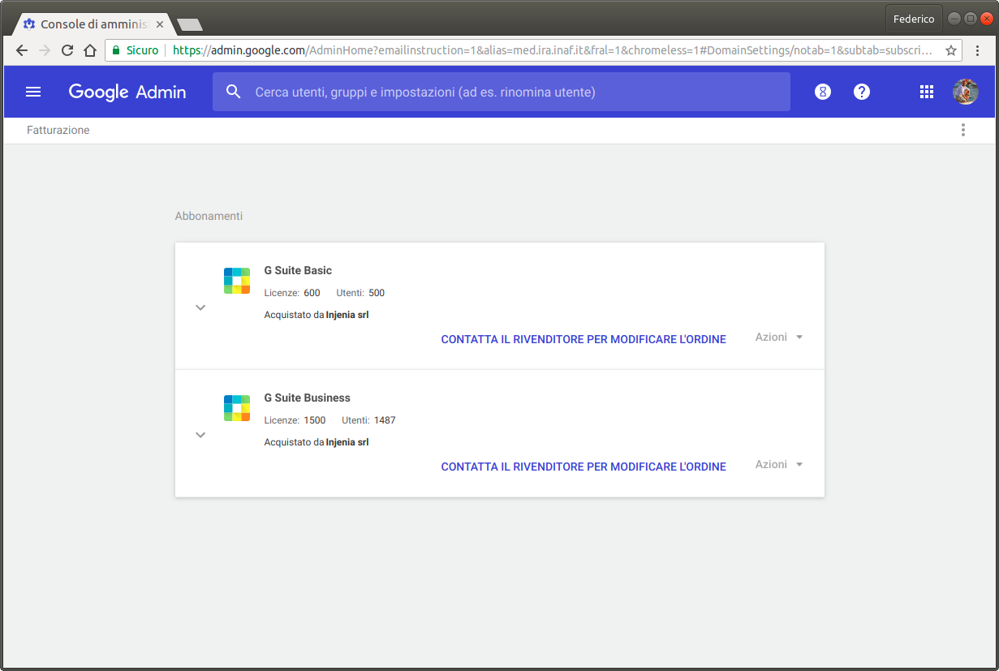 Federico
Console di amminis
Sicuro https://admin.google.com/AdminHome?emailinstruction=1&alias=med.ira.inaf.it&fral=1&chromeless=1#DomainSettings/notab=1&subtab=subscri...
Google Admin Cerca utenti, gruppi e impostazioni (ad es. rinomina utente)
Fatturazione
Abbonamenti
G Suite Basic
Licenze: 600 Utenti: 500
Acquistato da Injenia srl
CONTATTA IL RIVENDITORE PER MODIFICARE L'ORDINE Azioni
G Suite Business
Licenze: 1500 Utenti: 1487
Acquistato da Injenia srl
CONTATTA IL RIVENDITORE PER MODIFICARE L'ORDINE Azioni